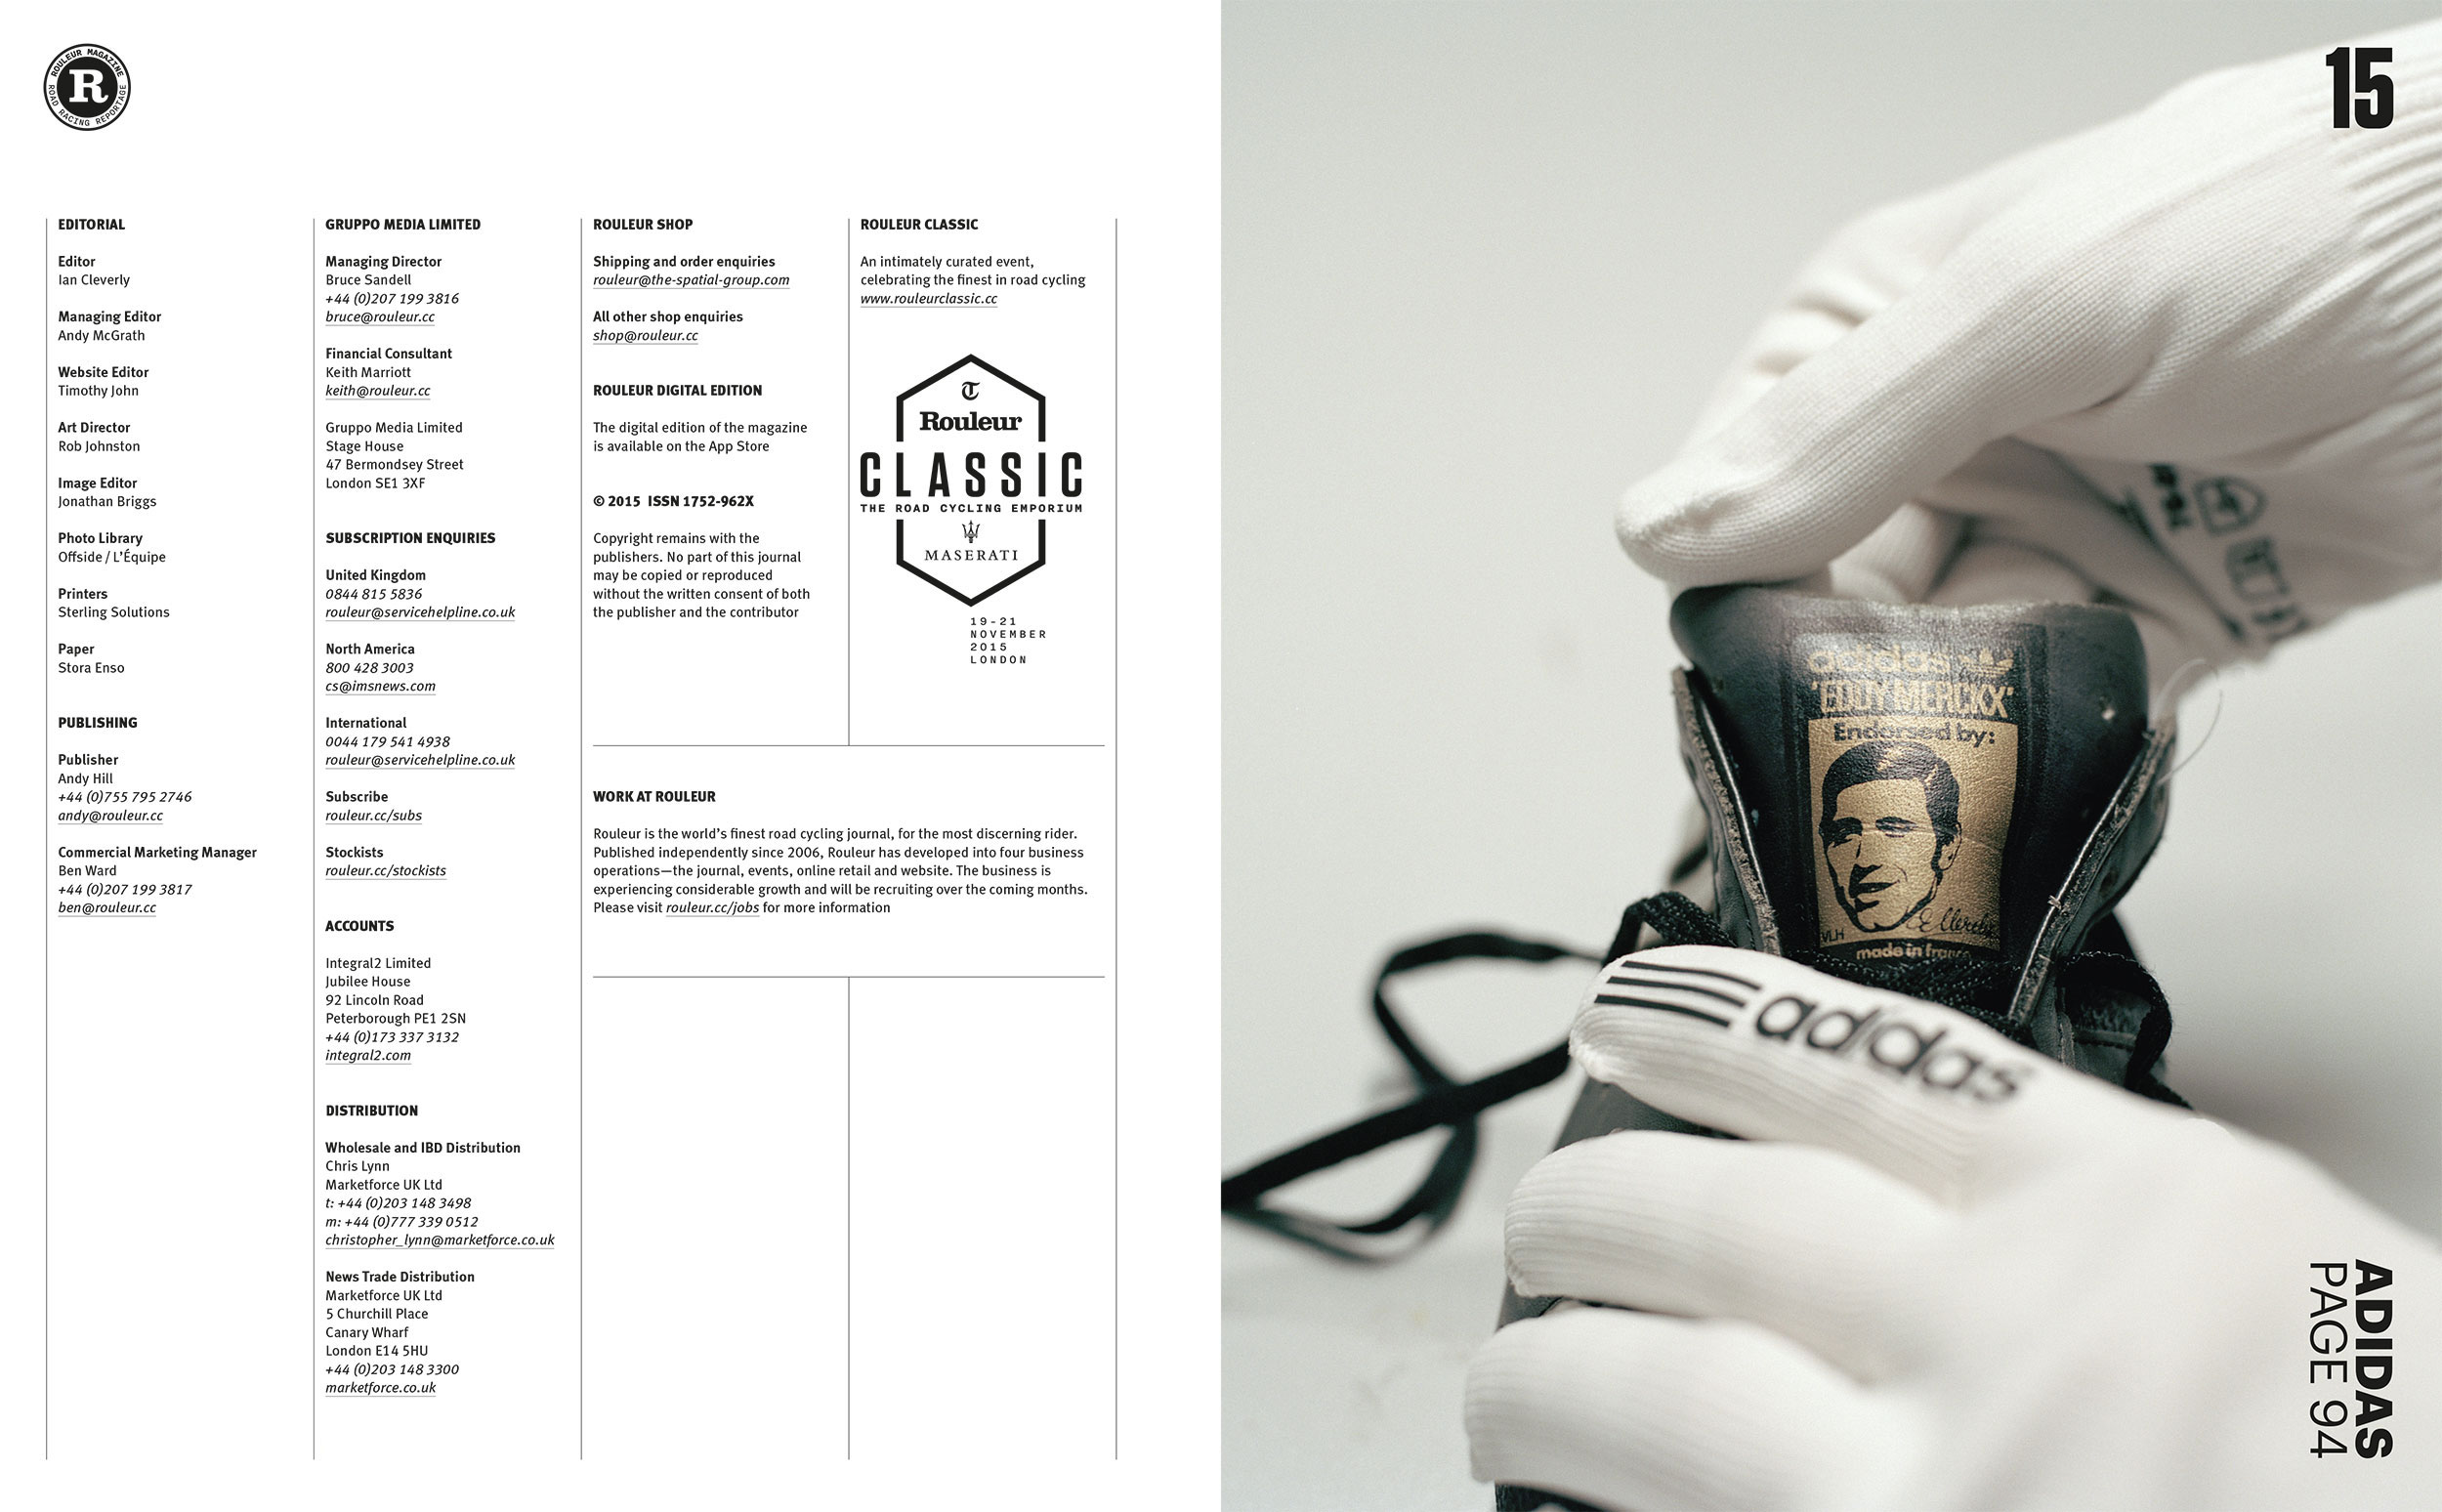 ROULEUR MAGAZINE
R
ROAD RACING REPORTAGE
EDITORIAL
Editor
Ian Cleverly
Managing Editor
Andy McGrath
Website Editor
Timothy John
Art Director
Rob Johnston
Image Editor
Jonathan Briggs
Photo Library
Offside / L’Équipe
Printers
Sterling Solutions
Paper
Stora Enso
PUBLISHING
Publisher
Andy Hill
+44 (0)755 795 2746
andy@rouleur.cc
Commercial Marketing Manager
Ben Ward
+44 (0)207 199 3817
ben@rouleur.cc
GRUPPO MEDIA LIMITED
Managing Director
Bruce Sandell
+44 (0)207 199 3816
bruce@rouleur.cc
Financial Consultant
Keith Marriott
keith@rouleur.cc
Gruppo Media Limited
Stage House
47 Bermondsey Street
London SE1 3XF
SUBSCRIPTION ENQUIRIES
United Kingdom
0844 815 5836
rouleur@servicehelpline.co.uk
North America
800 428 3003
cs@imsnews.com
International
0044 179 541 4938
rouleur@servicehelpline.co.uk
Subscribe
rouleur.cc/subs
Stockists
rouleur.cc/stockists
ACCOUNTS
Integral2 Limited
Jubilee House
92 Lincoln Road
Peterborough PE1 2SN
+44 (0)173 337 3132
integral2.com
DISTRIBUTION
Wholesale and IBD Distribution
Chris Lynn
Marketforce UK Ltd
t: +44 (0)203 148 3498
m: +44 (0)777 339 0512
christopher_lynn@marketforce.co.uk
News Trade Distribution
Marketforce UK Ltd
5 Churchill Place
Canary Wharf
London E14 5HU
+44 (0)203 148 3300
marketforce.co.uk
ROULEUR SHOP
Shipping and order enquiries
rouleur@the-spatial-group.com
All other shop enquiries
shop@rouleur.cc
ROULEUR DIGITAL EDITION
The digital edition of the magazine
is available on the App Store
© 2015 ISSN 1752-962X
Copyright remains with the
publishers. No part of this journal
may be copied or reproduced
without the written consent of both
the publisher and the contributor
ROULEUR CLASSIC
An intimately curated event,
celebrating the finest in road cycling
www.rouleurclassic.cc
T
Rouleur
CLASSIC
THE ROAD CYCLING EMPORIUM
MASERATI
19-21
NOVEMBER
2015
LONDON
WORK AT ROULEUR
Rouleur is the world’s finest road cycling journal, for the most discerning rider.
Published independently since 2006, Rouleur has developed into four business
operations—the journal, events, online retail and website. The business is
experiencing considerable growth and will be recruiting over the coming months.
Please visit rouleur.cc/jobs for more information
15
adidas
'EDDY MERCKX'
Endorsed by:
E Merckx
VLH
made in france
adidas
ADIDAS
PAGE 94